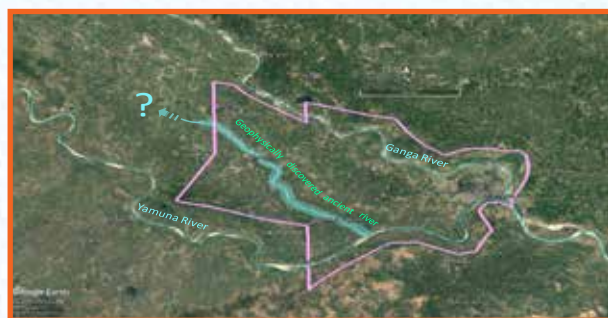 ?
Geophysically discovered ancient river
Ganga River
Yamuna River
Google Earth